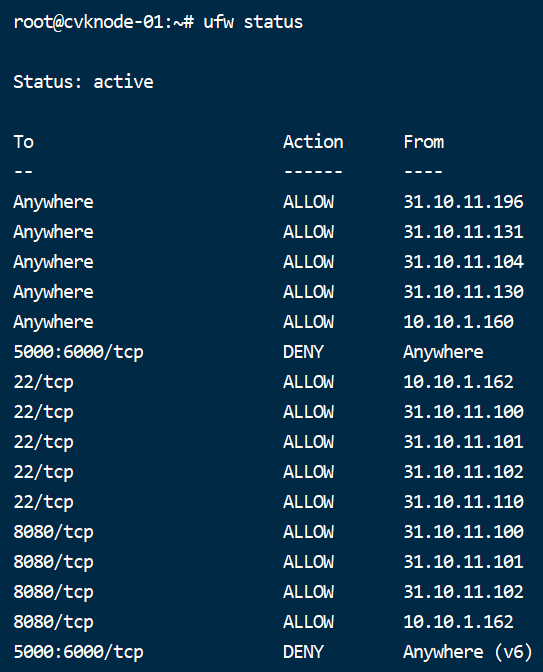 root@cvknode-01:~# ufw status
Status: active
To Action From
-- ------ ----
Anywhere ALLOW 31.10.11.196
Anywhere ALLOW 31.10.11.131
Anywhere ALLOW 31.10.11.104
Anywhere ALLOW 31.10.11.130
Anywhere ALLOW 10.10.1.160
5000:6000/tcp DENY Anywhere
22/tcp ALLOW 10.10.1.162
22/tcp ALLOW 31.10.11.100
22/tcp ALLOW 31.10.11.101
22/tcp ALLOW 31.10.11.102
22/tcp ALLOW 31.10.11.110
8080/tcp ALLOW 31.10.11.100
8080/tcp ALLOW 31.10.11.101
8080/tcp ALLOW 31.10.11.102
8080/tcp ALLOW 10.10.1.162
5000:6000/tcp DENY Anywhere (v6)